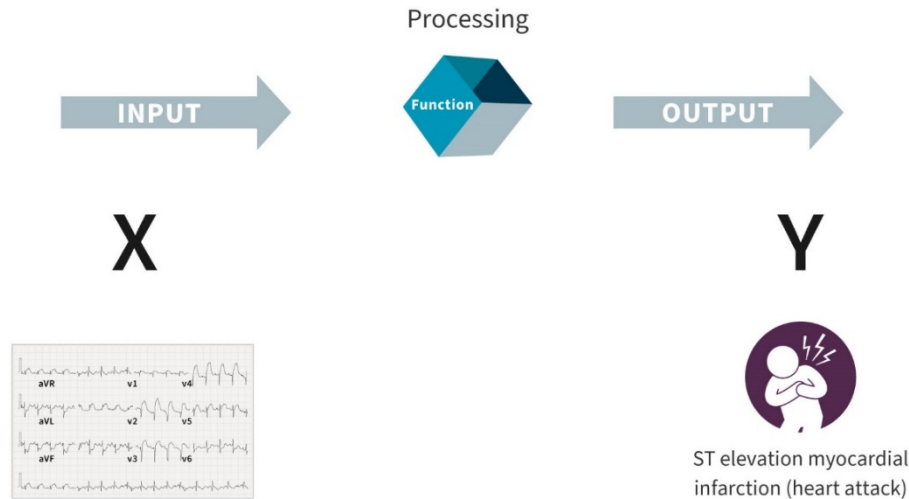 Processing
INPUT
Function
OUTPUT
X
Y
aVR v1 v4
aVL v2 v5
aVF v3 v6
ST elevation myocardial
infarction (heart attack)